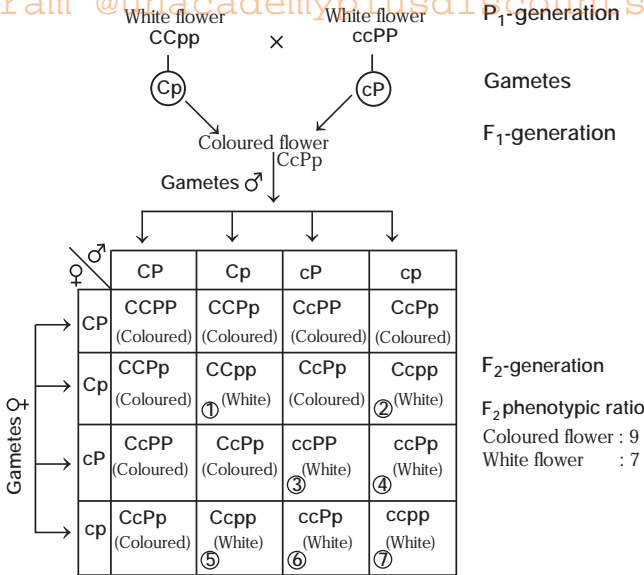 ram @unacademyplusdiscounts
White flower White flower P1-generation
CCpp × ccPP
Cp cP Gametes
Coloured flower F1-generation
CcPp
Gametes ♂
♀ ♂ CP Cp cP cp
CP CCPP CCPp CcPP CcPp
(Coloured) (Coloured) (Coloured) (Coloured)
Cp CCPp CCpp CcPp Ccpp
(Coloured) ① (White) (Coloured) ② (White)
cP CcPP CcPp ccPP ccPp
(Coloured) (Coloured) ③ (White) ④ (White)
cp CcPp Ccpp ccPp ccpp
(Coloured) ⑤ (White) ⑥ (White) ⑦ (White)
Gametes ♀
F2-generation
F2 phenotypic ratio
Coloured flower : 9
White flower : 7